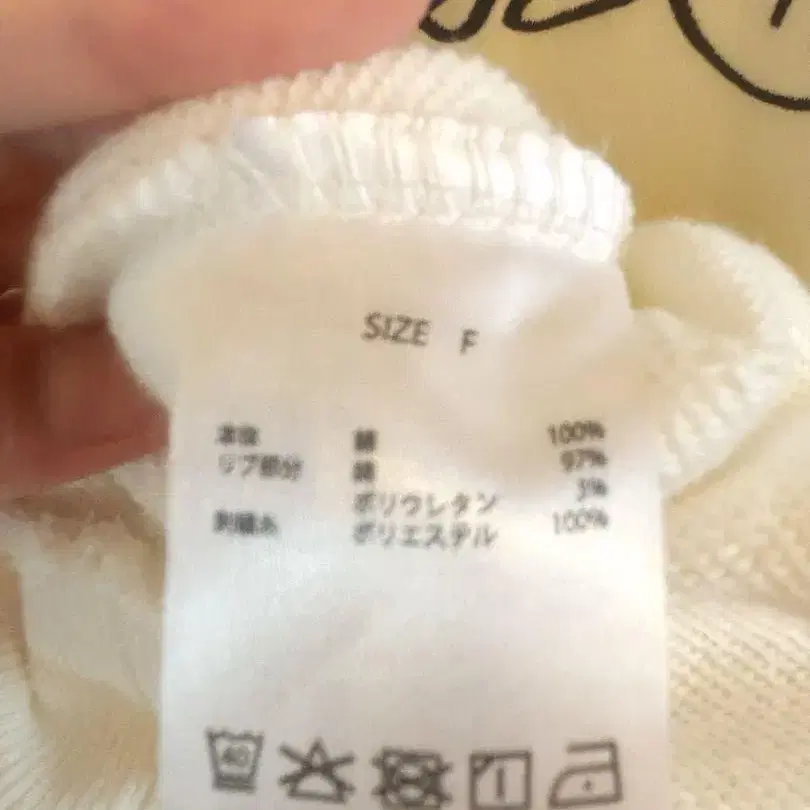 SIZE F
本体 綿 100%
リブ部分 綿 97%
ポリウレタン 3%
刺繍糸 ポリエステル 100%
40